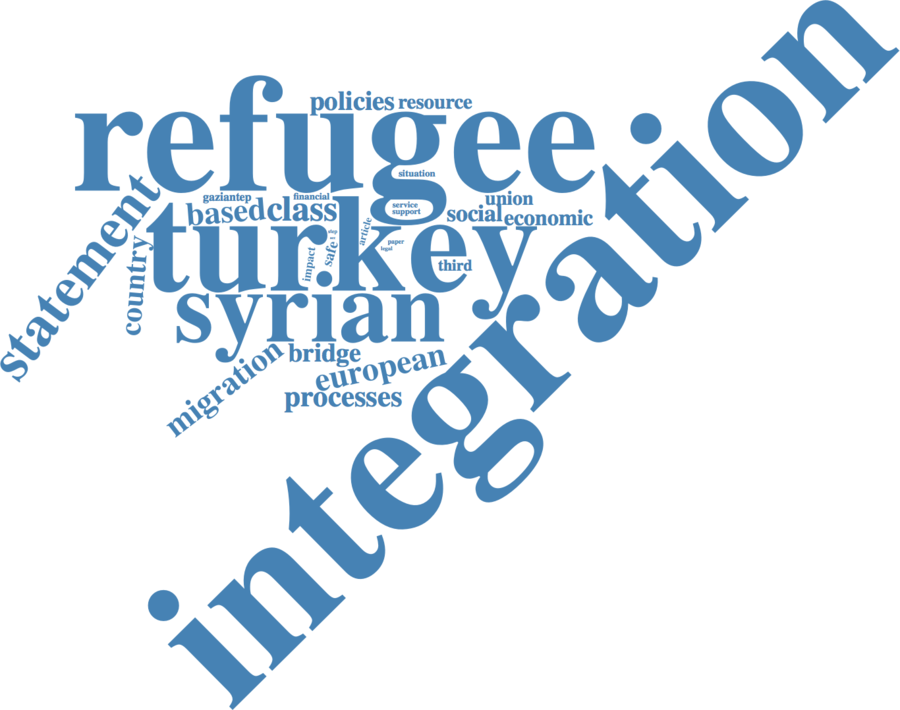 policies resource
refugee
situation
gaziantep financial
service
support
union
based class
social economic
statement
turkey
article
paper
legal
safe
impact
third
country
syrian
bridge
migration
european
processes
integration